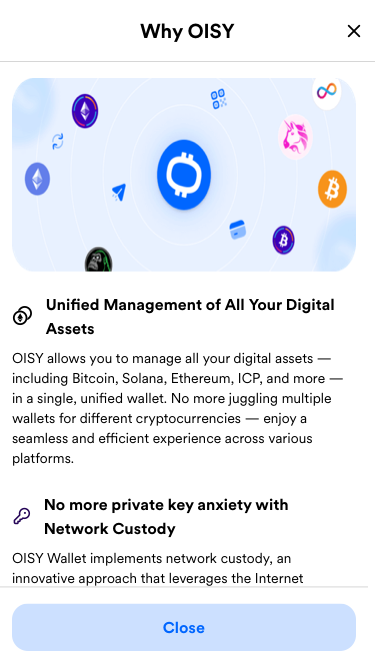 Why OISY
Unified Management of All Your Digital
Assets
OISY allows you to manage all your digital assets —
including Bitcoin, Solana, Ethereum, ICP, and more —
in a single, unified wallet. No more juggling multiple
wallets for different cryptocurrencies — enjoy a
seamless and efficient experience across various
platforms.
No more private key anxiety with
Network Custody
OISY Wallet implements network custody, an
innovative approach that leverages the Internet
Close